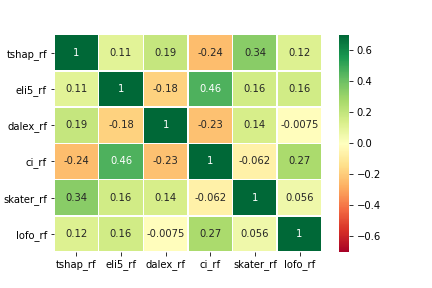 tshap_rf 1 0.11 0.19 -0.24 0.34 0.12
eli5_rf 0.11 1 -0.18 0.46 0.16 0.16
dalex_rf 0.19 -0.18 1 -0.23 0.14 -0.0075
ci_rf -0.24 0.46 -0.23 1 -0.062 0.27
skater_rf 0.34 0.16 0.14 -0.062 1 0.056
lofo_rf 0.12 0.16 -0.0075 0.27 0.056 1
tshap_rf eli5_rf dalex_rf ci_rf skater_rf lofo_rf
0.6
0.4
0.2
0.0
−0.2
−0.4
−0.6